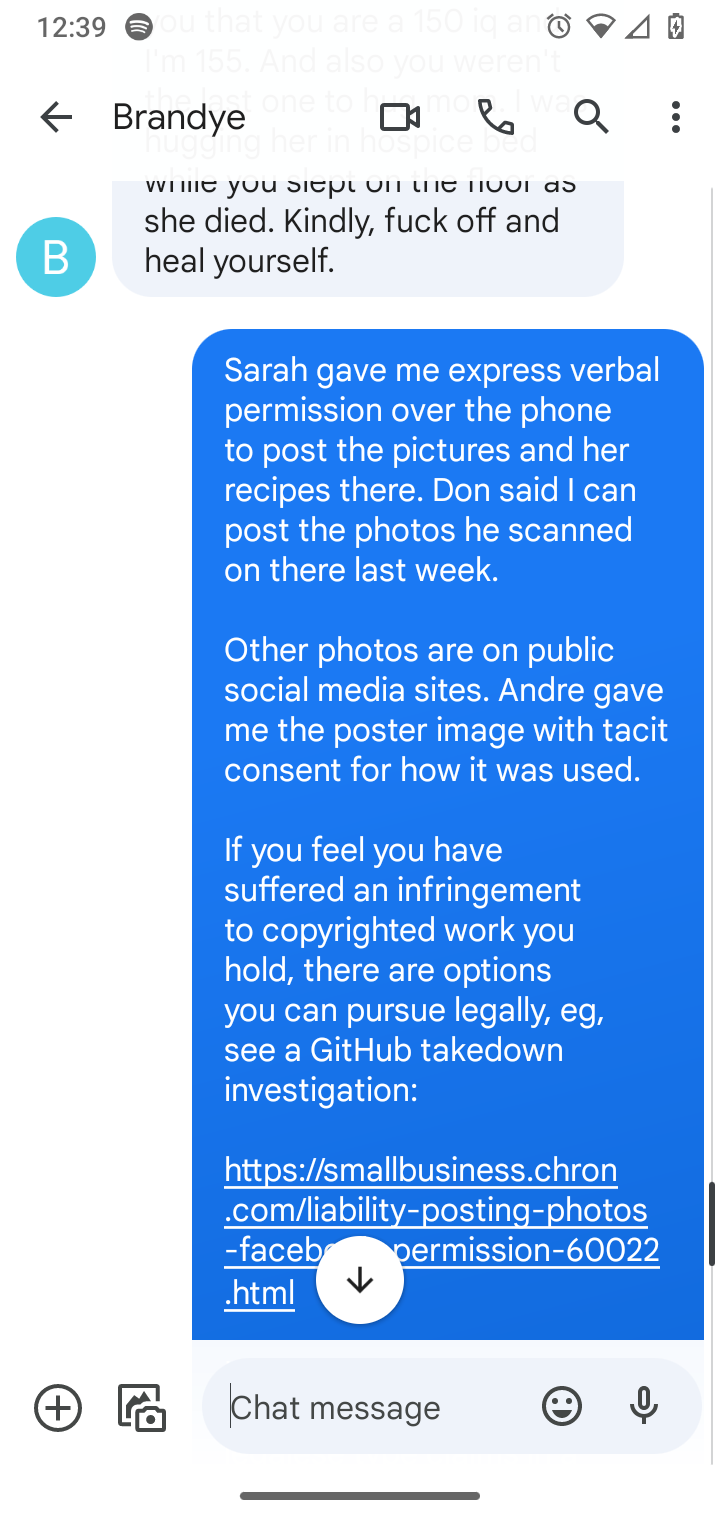 12:39
you that you are a 150 iq an
I'm 155. And also you weren't
the last one to hug mom. I was
Brandye
hugging her in hospice bed
while you slept on the floor as
she died. Kindly, fuck off and
heal yourself.
B
Sarah gave me express verbal
permission over the phone
to post the pictures and her
recipes there. Don said I can
post the photos he scanned
on there last week.
Other photos are on public
social media sites. Andre gave
me the poster image with tacit
consent for how it was used.
If you feel you have
suffered an infringement
to copyrighted work you
hold, there are options
you can pursue legally, eg,
see a GitHub takedown
investigation:
https://smallbusiness.chron
.com/liability-posting-photos
-faceb permission-60022
.html
Chat message